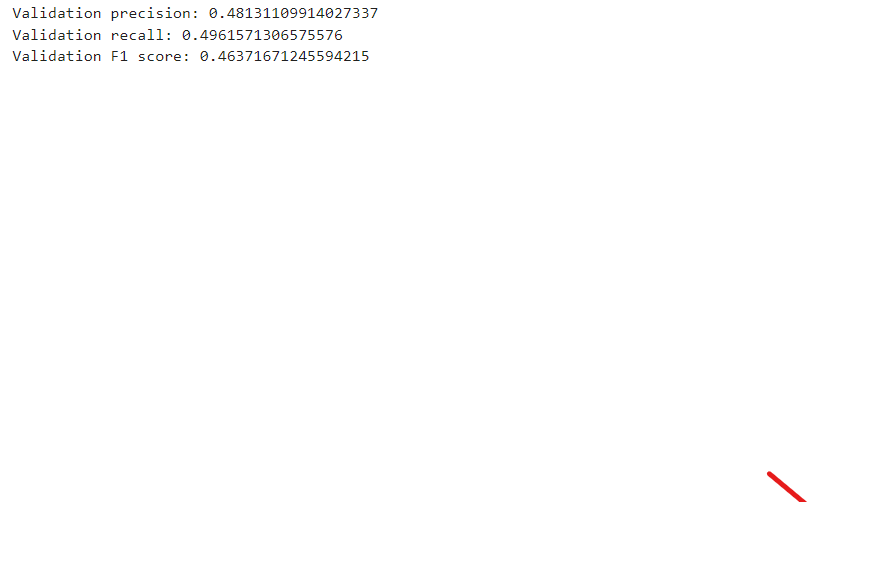 Validation precision: 0.48131109914027337
Validation recall: 0.4961571306575576
Validation F1 score: 0.46371671245594215